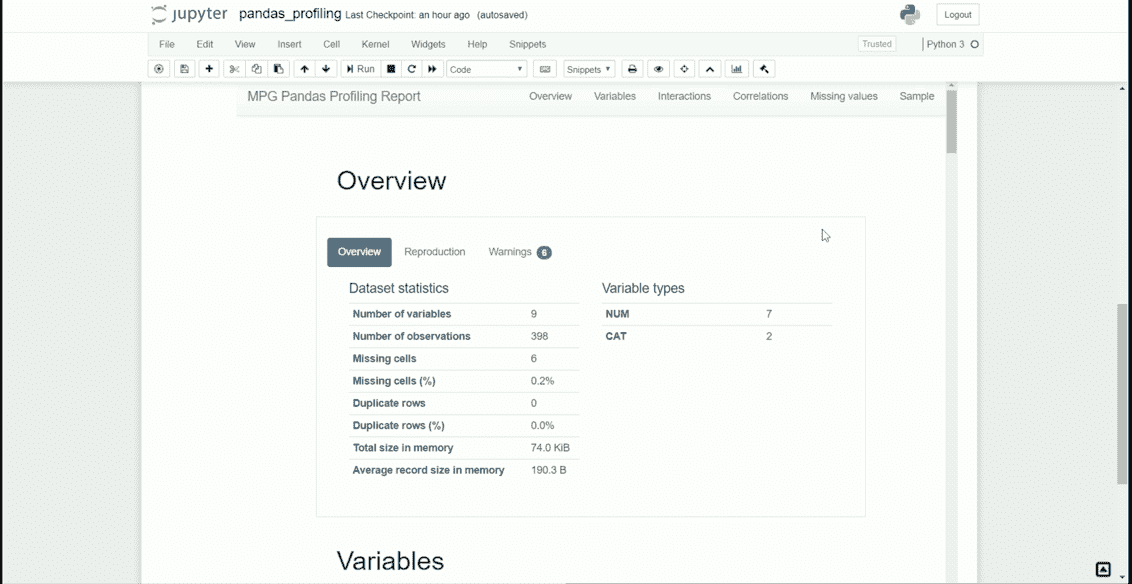 jupyter pandas_profiling Last Checkpoint: an hour ago (autosaved) Logout
File Edit View Insert Cell Kernel Widgets Help Snippets Trusted Python 3
Run Code Snippets
MPG Pandas Profiling Report Overview Variables Interactions Correlations Missing values Sample
Overview
Overview Reproduction Warnings 6
Dataset statistics Variable types
Number of variables 9 NUM 7
Number of observations 398 CAT 2
Missing cells 6
Missing cells (%) 0.2%
Duplicate rows 0
Duplicate rows (%) 0.0%
Total size in memory 74.0 KiB
Average record size in memory 190.3 B
Variables